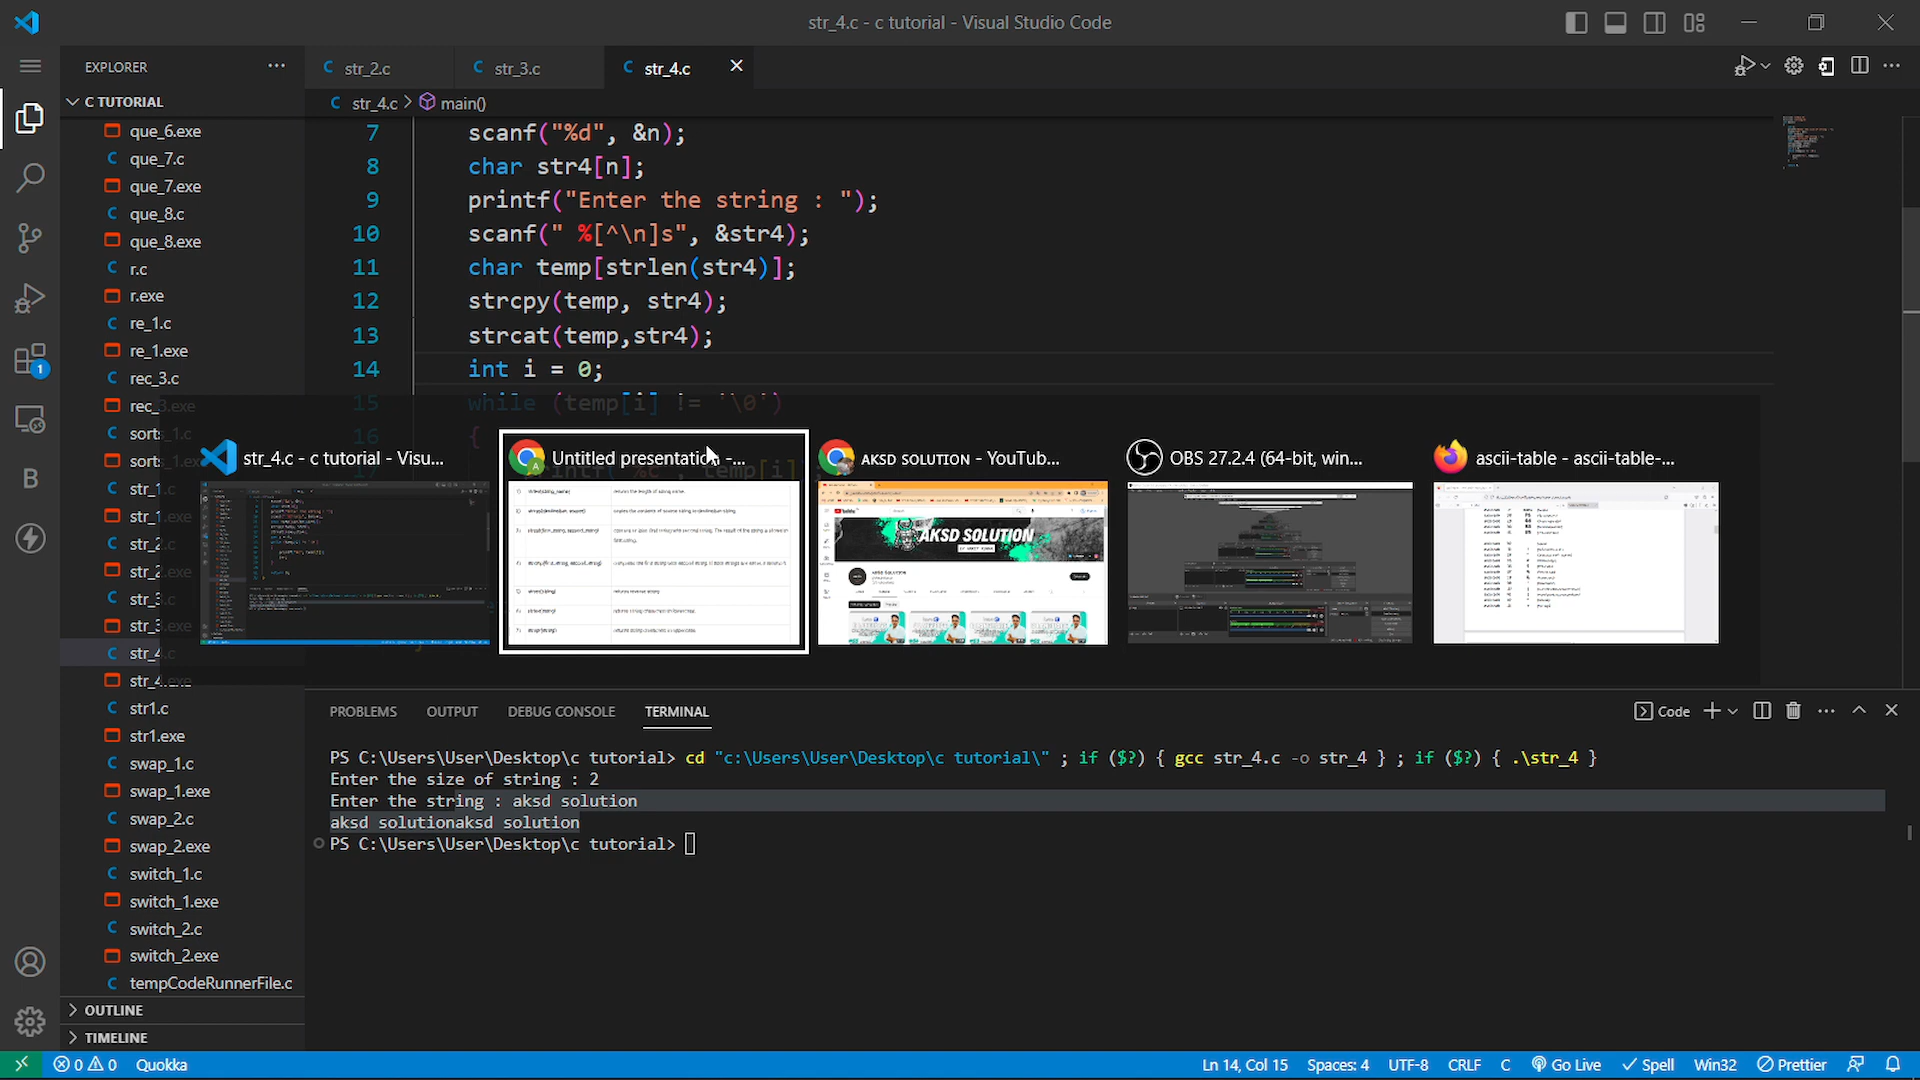 str_4.c - c tutorial - Visual Studio Code
EXPLORER
str_2.c
str_3.c
str_4.c
C TUTORIAL
str_4.c > main()
que_6.exe
que_7.c
que_7.exe
que_8.c
que_8.exe
r.c
r.exe
re_1.c
re_1.exe
rec_3.c
rec_3.exe
sorts_1.c
sorts_1.exe
str_1.c
str_1.exe
str_2.c
str_2.exe
str_3.c
str_3.exe
str_4.c
str_4.exe
str1.c
str1.exe
swap_1.c
swap_1.exe
swap_2.c
swap_2.exe
switch_1.c
switch_1.exe
switch_2.c
switch_2.exe
tempCodeRunnerFile.c
OUTLINE
TIMELINE
7 scanf("%d", &n);
8 char str4[n];
9 printf("Enter the string : ");
10 scanf(" %[^\n]s", &str4);
11 char temp[strlen(str4)];
12 strcpy(temp, str4);
13 strcat(temp,str4);
14 int i = 0;
15 while (temp[i] != '\0')
16 {
str_4.c - c tutorial - Visu...
Untitled presentation -...
AKSD SOLUTION - YouTub...
OBS 27.2.4 (64-bit, win...
ascii-table - ascii-table-...
AKSD SOLUTION
PROBLEMS
OUTPUT
DEBUG CONSOLE
TERMINAL
Code
PS C:\Users\User\Desktop\c tutorial> cd "c:\Users\User\Desktop\c tutorial\" ; if ($?) { gcc str_4.c -o str_4 } ; if ($?) { .\str_4 }
Enter the size of string : 2
Enter the string : aksd solution
aksd solutionaksd solution
PS C:\Users\User\Desktop\c tutorial>
1
B
0 0 Quokka
Ln 14, Col 15
Spaces: 4
UTF-8
CRLF
C
Go Live
Spell
Win32
Prettier